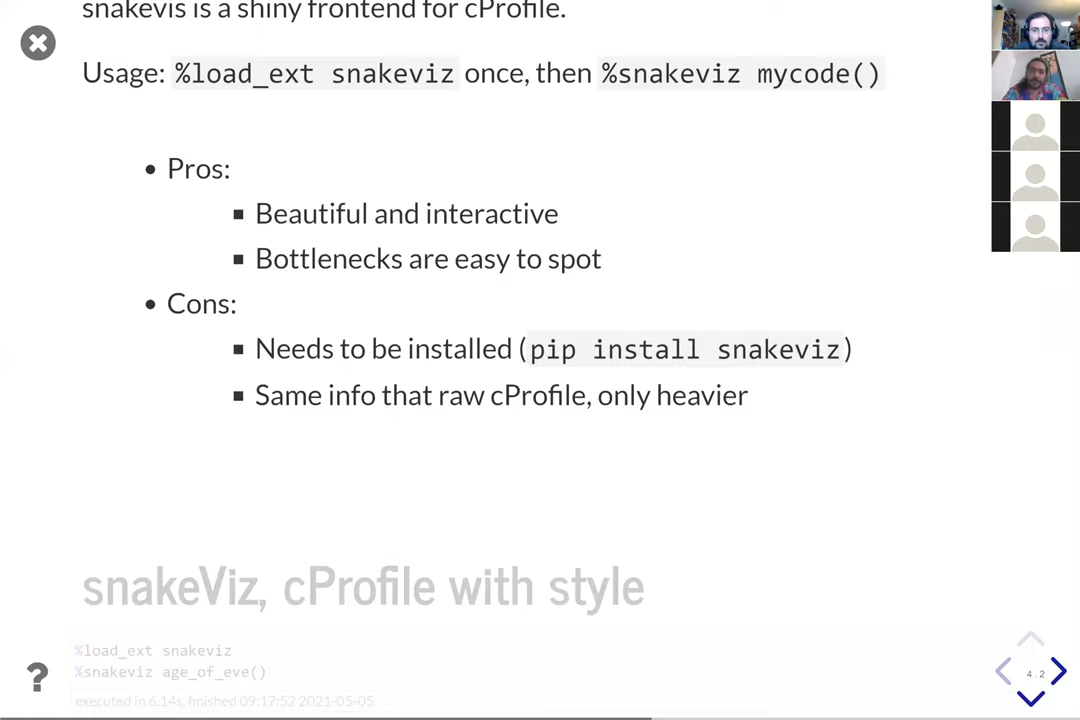 snakevis is a shiny frontend for cProfile.
Usage: %load_ext snakeviz once, then %snakeviz mycode()
• Pros:
▪ Beautiful and interactive
▪ Bottlenecks are easy to spot
• Cons:
▪ Needs to be installed (pip install snakeviz)
▪ Same info that raw cProfile, only heavier
snakeViz, cProfile with style
%load_ext snakeviz
%snakeviz age_of_eve()
executed in 6.14s, finished 09:17:52 2021-05-05
?
4.2